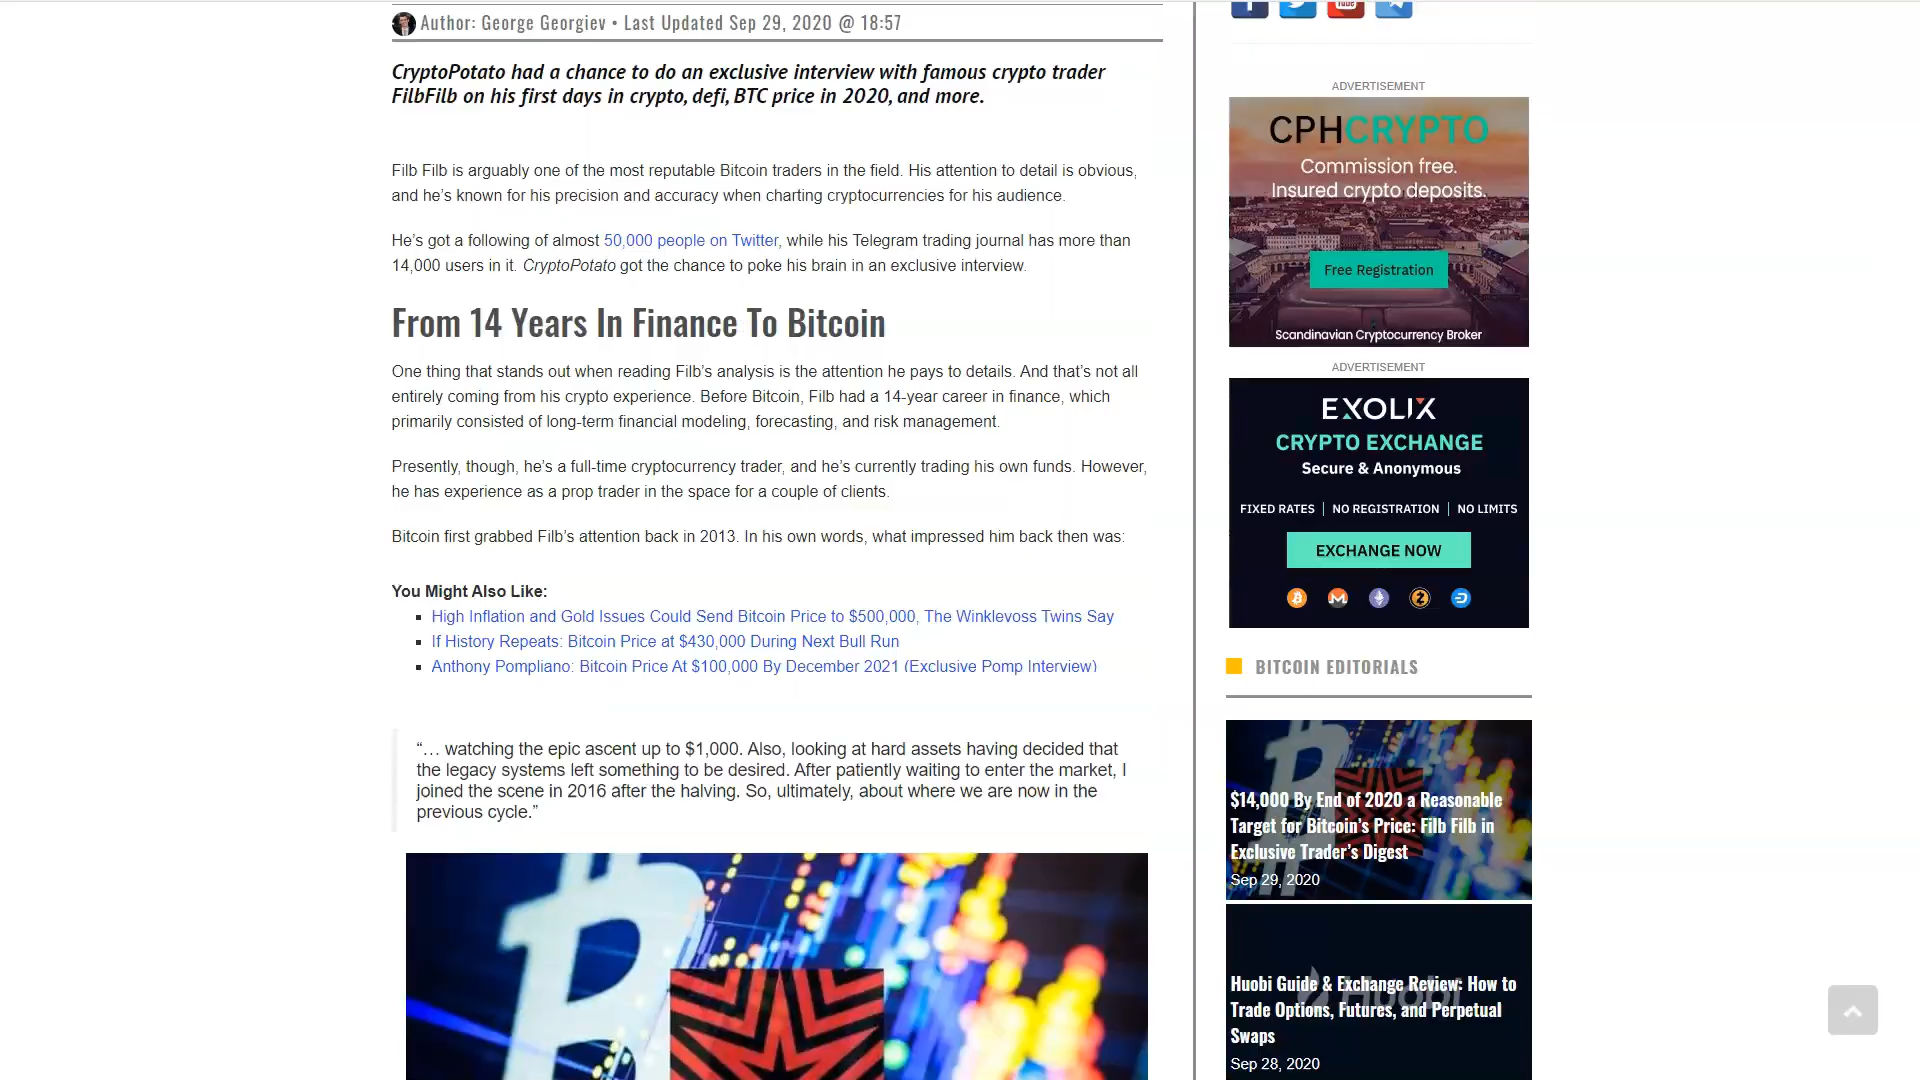 Author: George Georgiev • Last Updated Sep 29, 2020 @ 18:57
CryptoPotato had a chance to do an exclusive interview with famous crypto trader
FilbFilb on his first days in crypto, defi, BTC price in 2020, and more.
Filb Filb is arguably one of the most reputable Bitcoin traders in the field. His attention to detail is obvious,
and he's known for his precision and accuracy when charting cryptocurrencies for his audience.
He's got a following of almost 50,000 people on Twitter, while his Telegram trading journal has more than
14,000 users in it. CryptoPotato got the chance to poke his brain in an exclusive interview.
From 14 Years In Finance To Bitcoin
One thing that stands out when reading Filb's analysis is the attention he pays to details. And that's not all
entirely coming from his crypto experience. Before Bitcoin, Filb had a 14-year career in finance, which
primarily consisted of long-term financial modeling, forecasting, and risk management.
Presently, though, he's a full-time cryptocurrency trader, and he's currently trading his own funds. However,
he has experience as a prop trader in the space for a couple of clients.
Bitcoin first grabbed Filb's attention back in 2013. In his own words, what impressed him back then was:
You Might Also Like:
High Inflation and Gold Issues Could Send Bitcoin Price to $500,000, The Winklevoss Twins Say
If History Repeats: Bitcoin Price at $430,000 During Next Bull Run
Anthony Pompliano: Bitcoin Price At $100,000 By December 2021 (Exclusive Pomp Interview)
“… watching the epic ascent up to $1,000. Also, looking at hard assets having decided that
the legacy systems left something to be desired. After patiently waiting to enter the market, I
joined the scene in 2016 after the halving. So, ultimately, about where we are now in the
previous cycle.”
ADVERTISEMENT
CPHCRYPTO
Commission free.
Insured crypto deposits.
Free Registration
Scandinavian Cryptocurrency Broker
ADVERTISEMENT
EXOLIX
CRYPTO EXCHANGE
Secure & Anonymous
FIXED RATES | NO REGISTRATION | NO LIMITS
EXCHANGE NOW
BITCOIN EDITORIALS
$14,000 By End of 2020 a Reasonable
Target for Bitcoin's Price: Filb Filb in
Exclusive Trader's Digest
Sep 29, 2020
Huobi
Huobi Guide & Exchange Review: How to
Trade Options, Futures, and Perpetual
Swaps
Sep 28, 2020